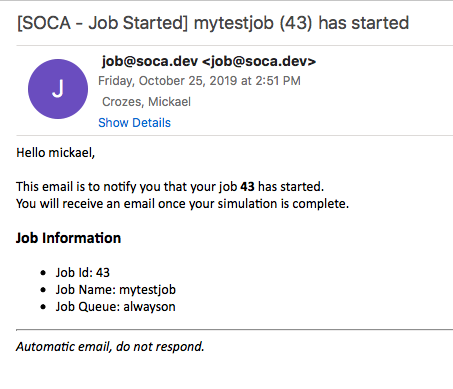 [SOCA - Job Started] mytestjob (43) has started
J
job@soca.dev <job@soca.dev>
Friday, October 25, 2019 at 2:51 PM
Crozes, Mickael
Show Details
Hello mickael,
This email is to notify you that your job 43 has started.
You will receive an email once your simulation is complete.
Job Information
• Job Id: 43
• Job Name: mytestjob
• Job Queue: alwayson
Automatic email, do not respond.